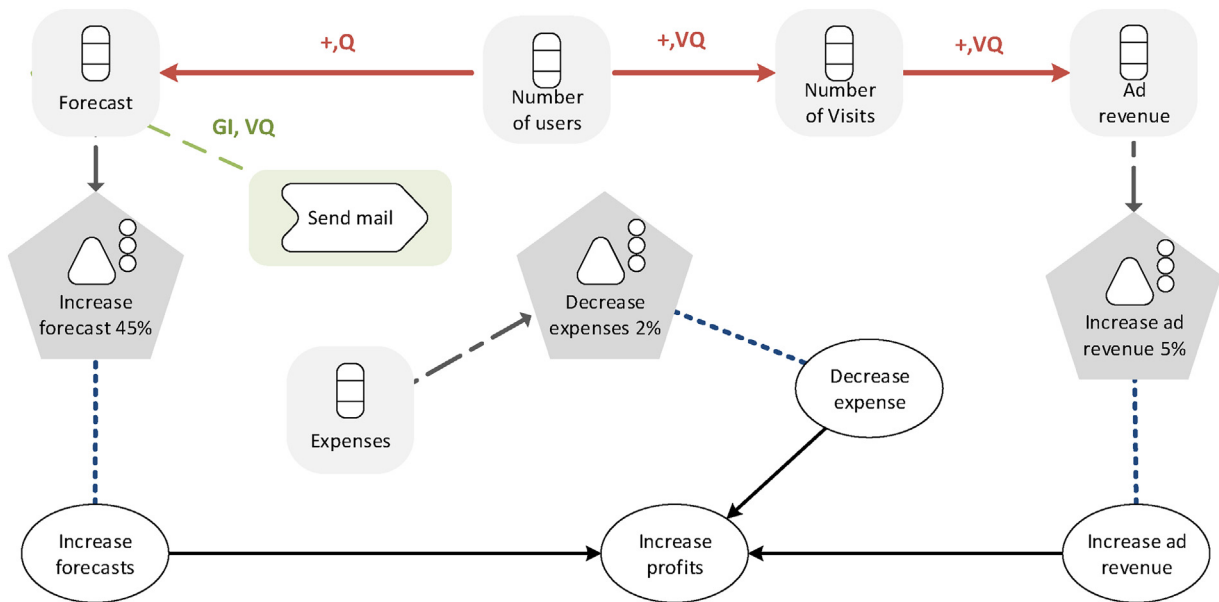 +,Q
+,VQ
+,VQ
Forecast
Number
of users
Number
of Visits
Ad
revenue
GI, VQ
Send mail
Increase
forecast 45%
Decrease
expenses 2%
Increase ad
revenue 5%
Expenses
Decrease
expense
Increase
forecasts
Increase
profits
Increase ad
revenue